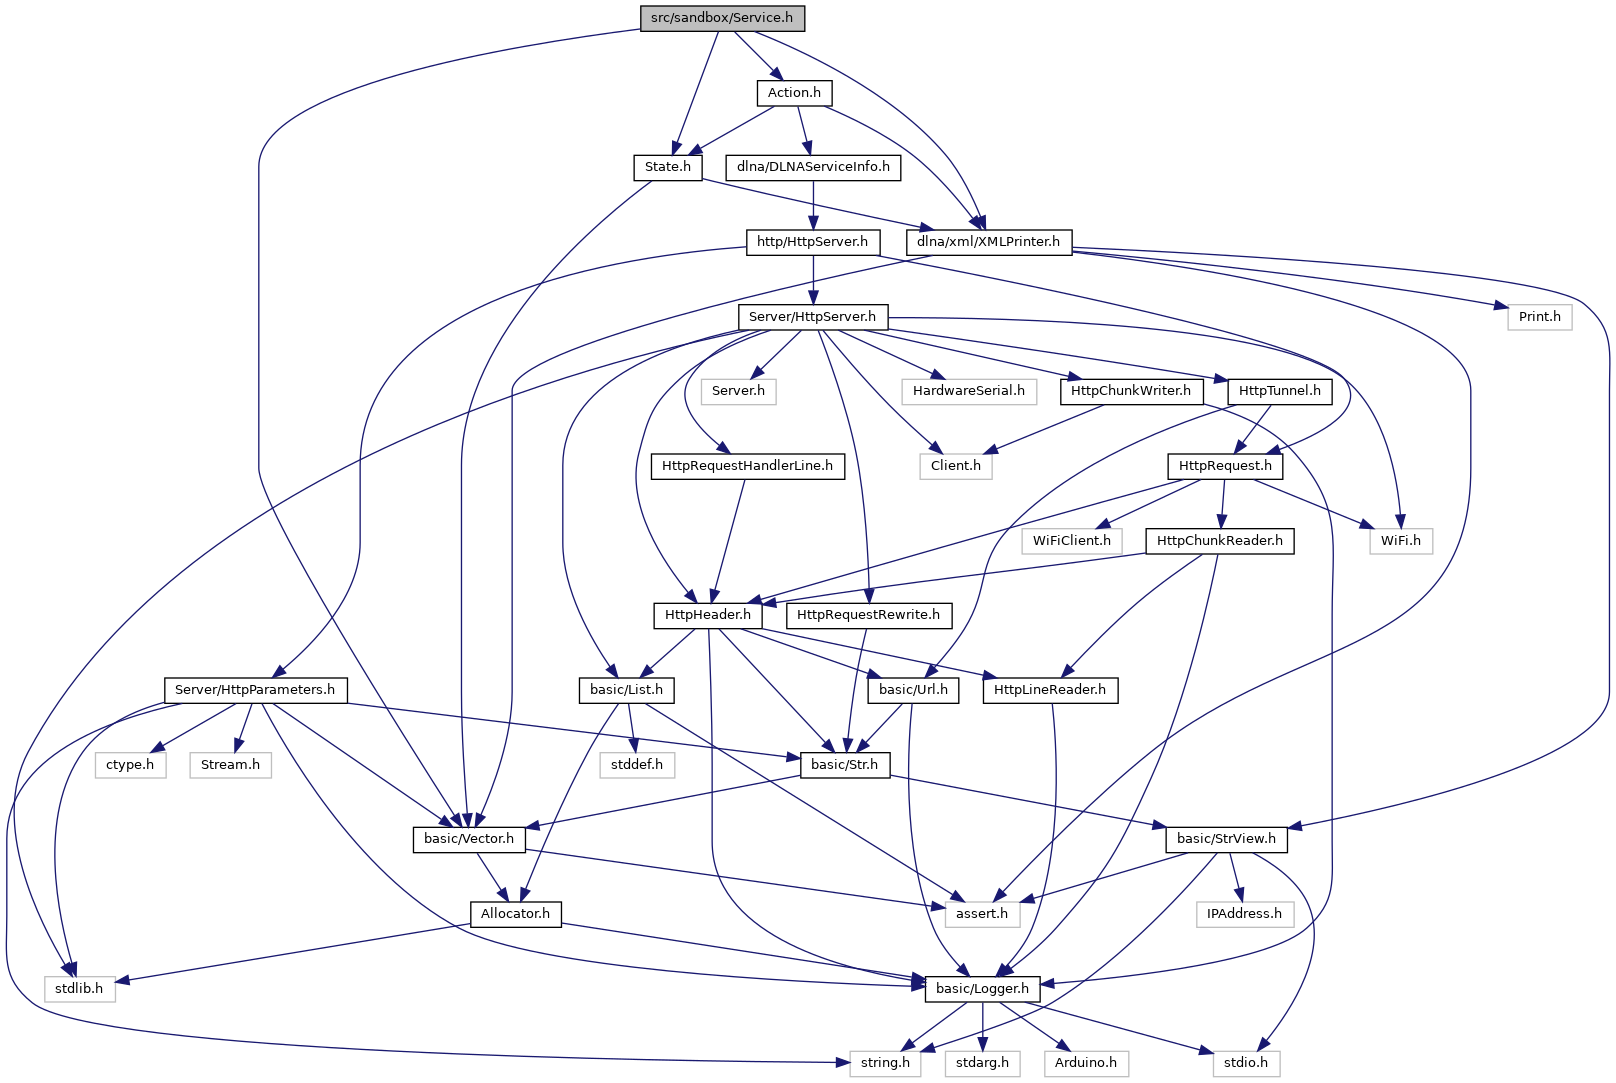 src/sandbox/Service.h
Action.h
State.h
dlna/DLNAServiceInfo.h
http/HttpServer.h
dlna/xml/XMLPrinter.h
Server/HttpServer.h
Print.h
Server.h
HardwareSerial.h
HttpChunkWriter.h
HttpTunnel.h
HttpRequestHandlerLine.h
Client.h
HttpRequest.h
WiFiClient.h
HttpChunkReader.h
WiFi.h
HttpHeader.h
HttpRequestRewrite.h
Server/HttpParameters.h
basic/List.h
basic/Url.h
HttpLineReader.h
ctype.h
Stream.h
stddef.h
basic/Str.h
basic/Vector.h
basic/StrView.h
Allocator.h
assert.h
IPAddress.h
stdlib.h
basic/Logger.h
string.h
stdarg.h
Arduino.h
stdio.h